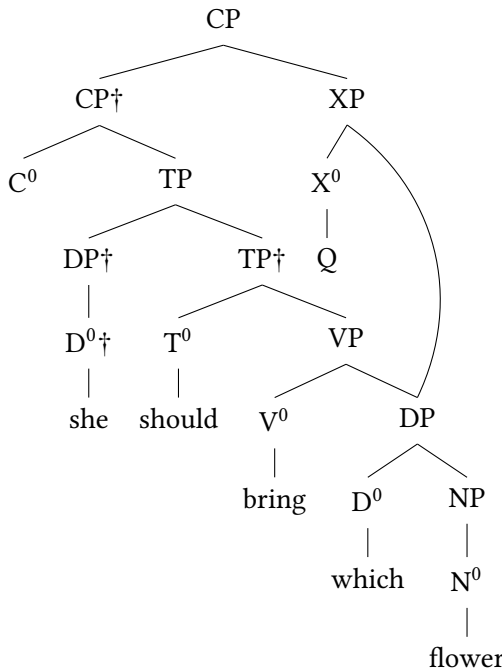 CP
CP† XP
C⁰ TP X⁰
DP† TP† Q
D⁰† T⁰ VP
she should V⁰ DP
bring D⁰ NP
which N⁰
flower